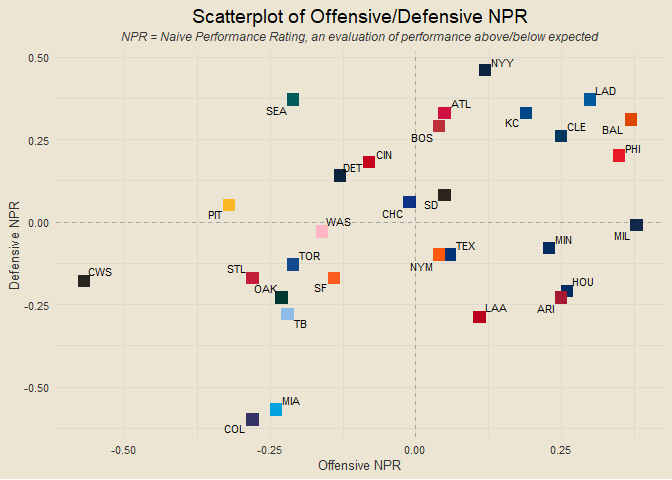 Scatterplot of Offensive/Defensive NPR
NPR = Naive Performance Rating, an evaluation of performance above/below expected
0.50
NYY
LAD
SEA
ATL
KC
BAL
CLE
0.25
BOS
PHI
CIN
DET
PIT
CHC
SD
WAS
0.00
MIL
MIN
TEX
TOR
STL
NYM
CWS
OAK
SF
HOU
ARI
-0.25
LAA
TB
-0.50
MIA
COL
-0.50
-0.25
0.00
0.25
Offensive NPR
Defensive NPR